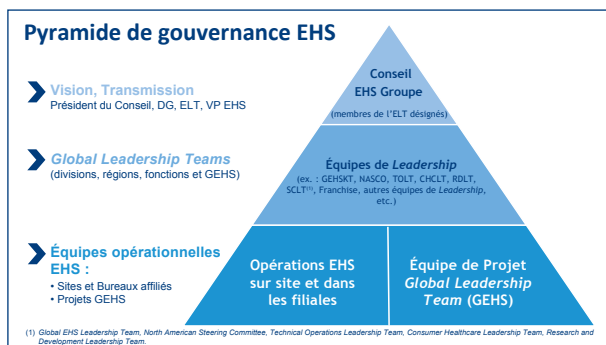 Pyramide de gouvernance EHS
Vision, Transmission
Président du Conseil, DG, ELT, VP EHS
Global Leadership Teams
(divisions, régions, fonctions et GEHS)
Équipes opérationnelles
EHS :
• Sites et Bureaux affiliés
• Projets GEHS
Conseil
EHS Groupe
(membres de l'ELT désignés)
Équipes de Leadership
(ex. : GEHSKT, NASCO, TOLT, CHCLT, RDLT,
SCLT(1), Franchise, autres équipes de Leadership,
etc.)
Opérations EHS
sur site et dans
les filiales
Équipe de Projet
Global Leadership
Team (GEHS)
(1) Global EHS Leadership Team, North American Steering Committee, Technical Operations Leadership Team, Consumer Healthcare Leadership Team, Research and
Development Leadership Team.